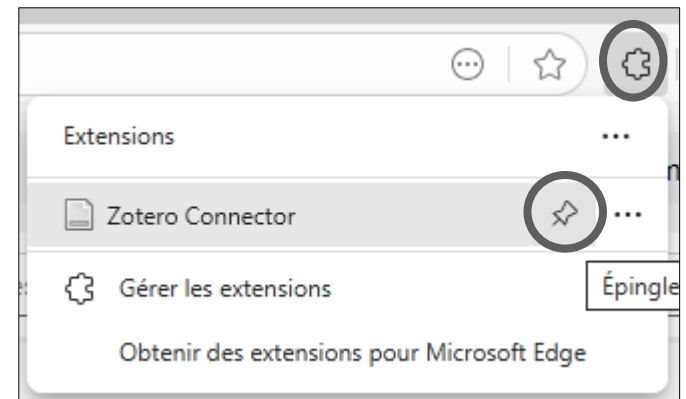 Extensions
Zotero Connector
Gérer les extensions
Épingle
Obtenir des extensions pour Microsoft Edge